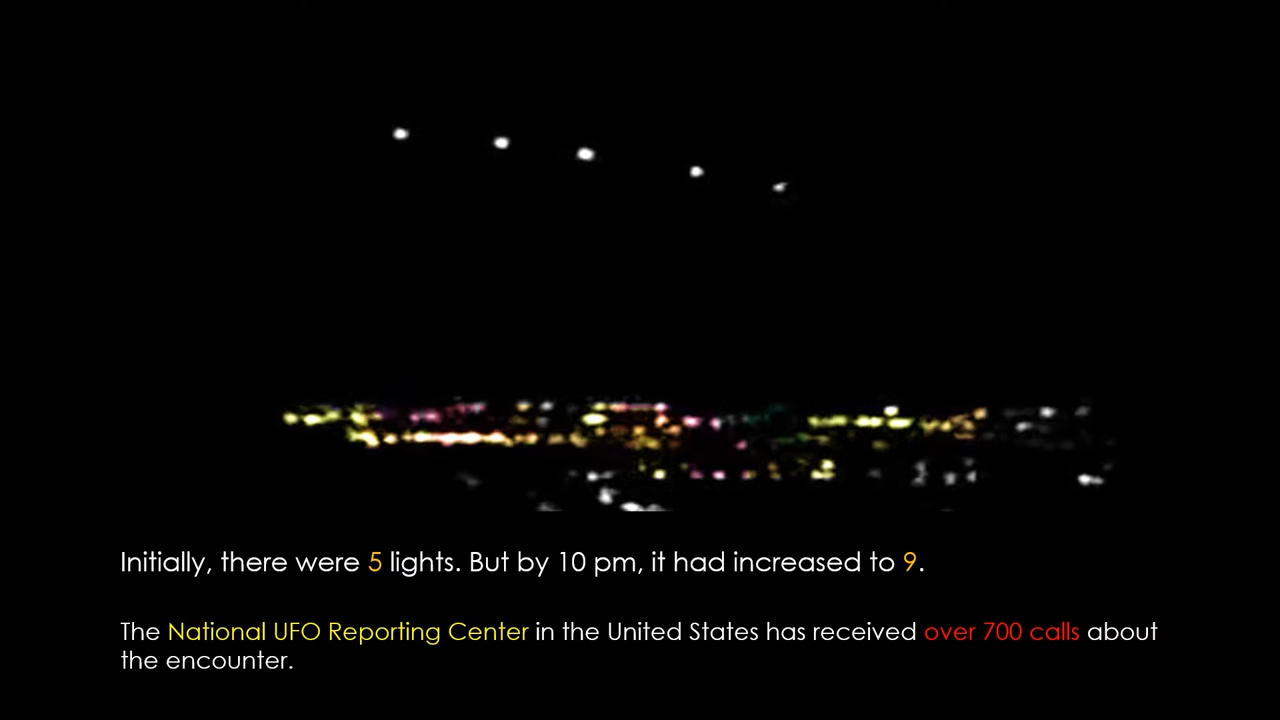 Initially, there were 5 lights. But by 10 pm, it had increased to 9.
The National UFO Reporting Center in the United States has received over 700 calls about
the encounter.